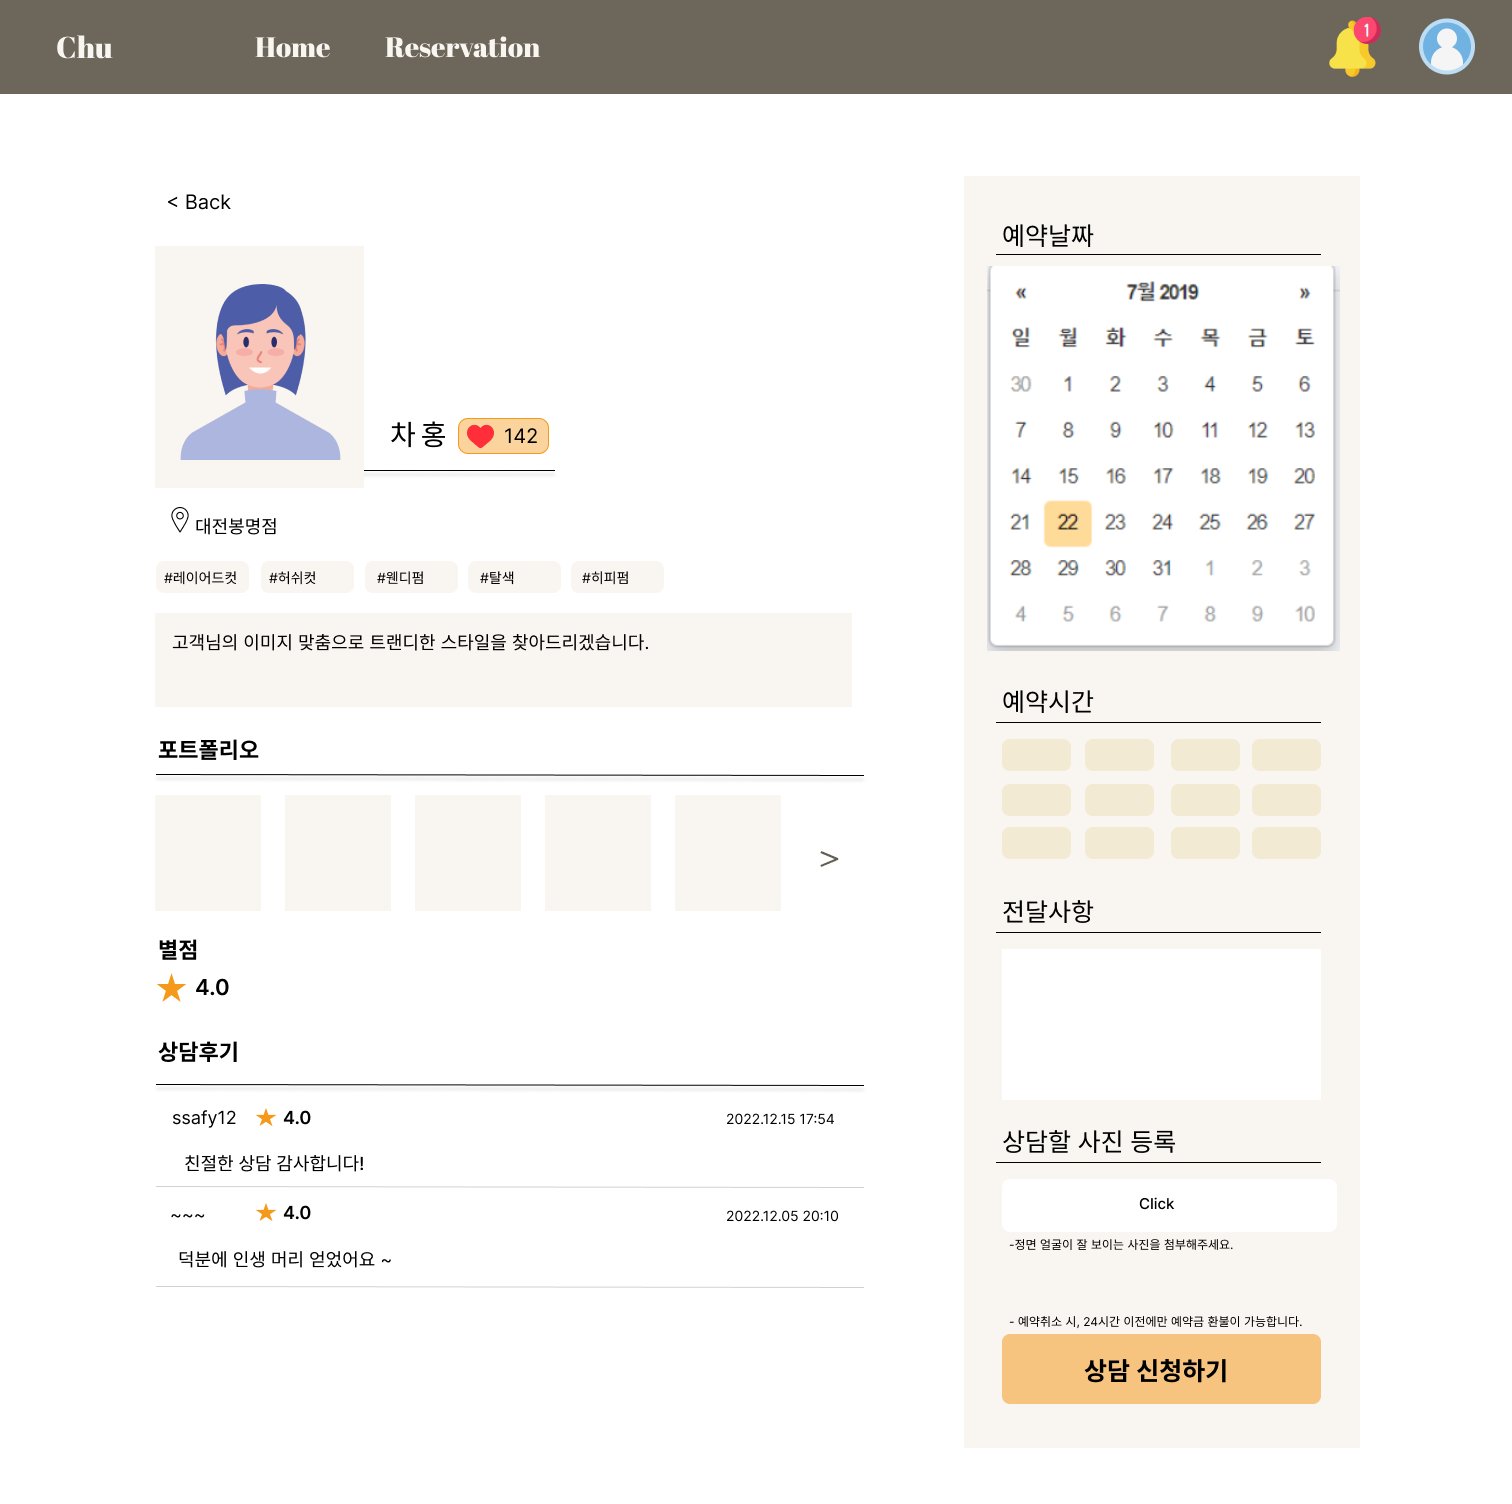 Chu Home Reservation 1
< Back
차홍 142
대전봉명점
#레이어드컷 #허쉬컷 #웬디펌 #탈색 #히피펌
고객님의 이미지 맞춤으로 트랜디한 스타일을 찾아드리겠습니다.
포트폴리오
>
별점
4.0
상담후기
ssafy12 4.0 2022.12.15 17:54
친절한 상담 감사합니다!
~~~ 4.0 2022.12.05 20:10
덕분에 인생 머리 얻었어요 ~
예약날짜
« 7월 2019 »
일 월 화 수 목 금 토
30 1 2 3 4 5 6
7 8 9 10 11 12 13
14 15 16 17 18 19 20
21 22 23 24 25 26 27
28 29 30 31 1 2 3
4 5 6 7 8 9 10
예약시간
전달사항
상담할 사진 등록
Click
-정면 얼굴이 잘 보이는 사진을 첨부해주세요.
- 예약취소 시, 24시간 이전에만 예약금 환불이 가능합니다.
상담 신청하기